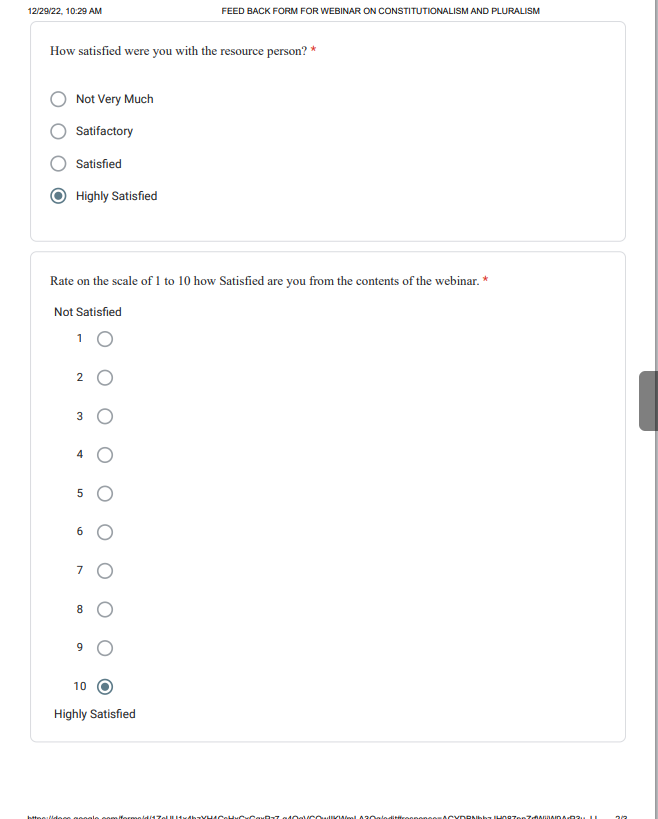 12/29/22, 10:29 AM FEED BACK FORM FOR WEBINAR ON CONSTITUTIONALISM AND PLURALISM
How satisfied were you with the resource person? *
Not Very Much
Satifactory
Satisfied
Highly Satisfied
Rate on the scale of 1 to 10 how Satisfied are you from the contents of the webinar. *
Not Satisfied
1
2
3
4
5
6
7
8
9
10
Highly Satisfied